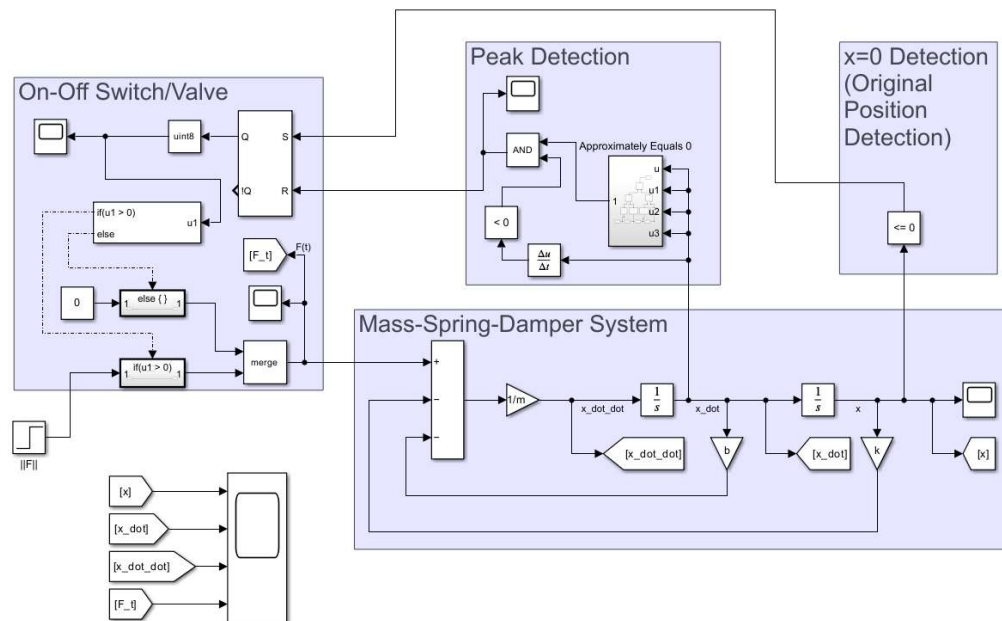 Peak Detection
x=0 Detection
(Original
Position
Detection)
On-Off Switch/Valve
uint8
Q
S
!Q
R
AND
Approximately Equals 0
u
u1
u2
u3
1
< 0
Δu
Δt
<= 0
if(u1 > 0)
else
u1
[F_t]
F(t)
0
1
else { }
1
merge
1
if(u1 > 0)
1
||F||
Mass-Spring-Damper System
+
−
−
1/m
x_dot_dot
1
s
x_dot
1
s
x
[x_dot_dot]
b
[x_dot]
k
[x]
[x]
[x_dot]
[x_dot_dot]
[F_t]